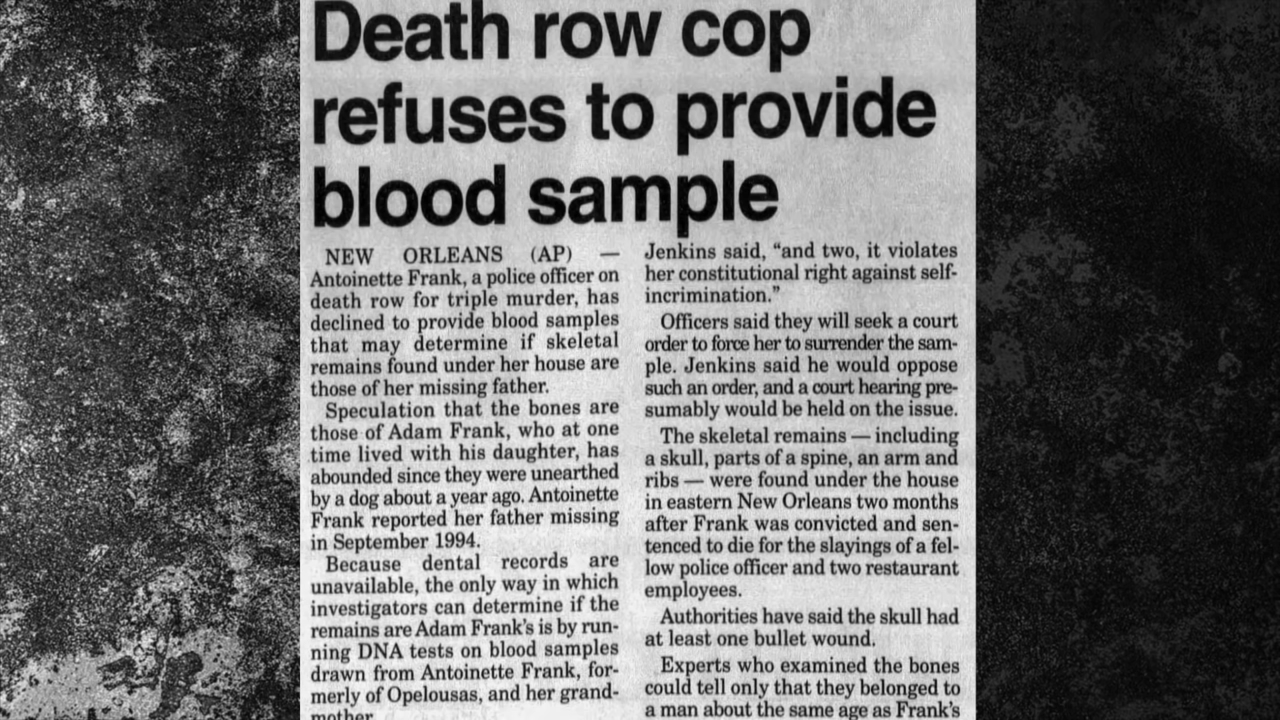 Death row cop
refuses to provide
blood sample
NEW ORLEANS (AP) —
Antoinette Frank, a police officer on
death row for triple murder, has
declined to provide blood samples
that may determine if skeletal
remains found under her house are
those of her missing father.
Speculation that the bones are
those of Adam Frank, who at one
time lived with his daughter, has
abounded since they were unearthed
by a dog about a year ago. Antoinette
Frank reported her father missing
in September 1994.
Because dental records are
unavailable, the only way in which
investigators can determine if the
remains are Adam Frank's is by run-
ning DNA tests on blood samples
drawn from Antoinette Frank, for-
merly of Opelousas, and her grand-
mother.
Jenkins said, “and two, it violates
her constitutional right against self-
incrimination.”
Officers said they will seek a court
order to force her to surrender the sam-
ple. Jenkins said he would oppose
such an order, and a court hearing pre-
sumably would be held on the issue.
The skeletal remains — including
a skull, parts of a spine, an arm and
ribs — were found under the house
in eastern New Orleans two months
after Frank was convicted and sen-
tenced to die for the slayings of a fel-
low police officer and two restaurant
employees.
Authorities have said the skull had
at least one bullet wound.
Experts who examined the bones
could tell only that they belonged to
a man about the same age as Frank's